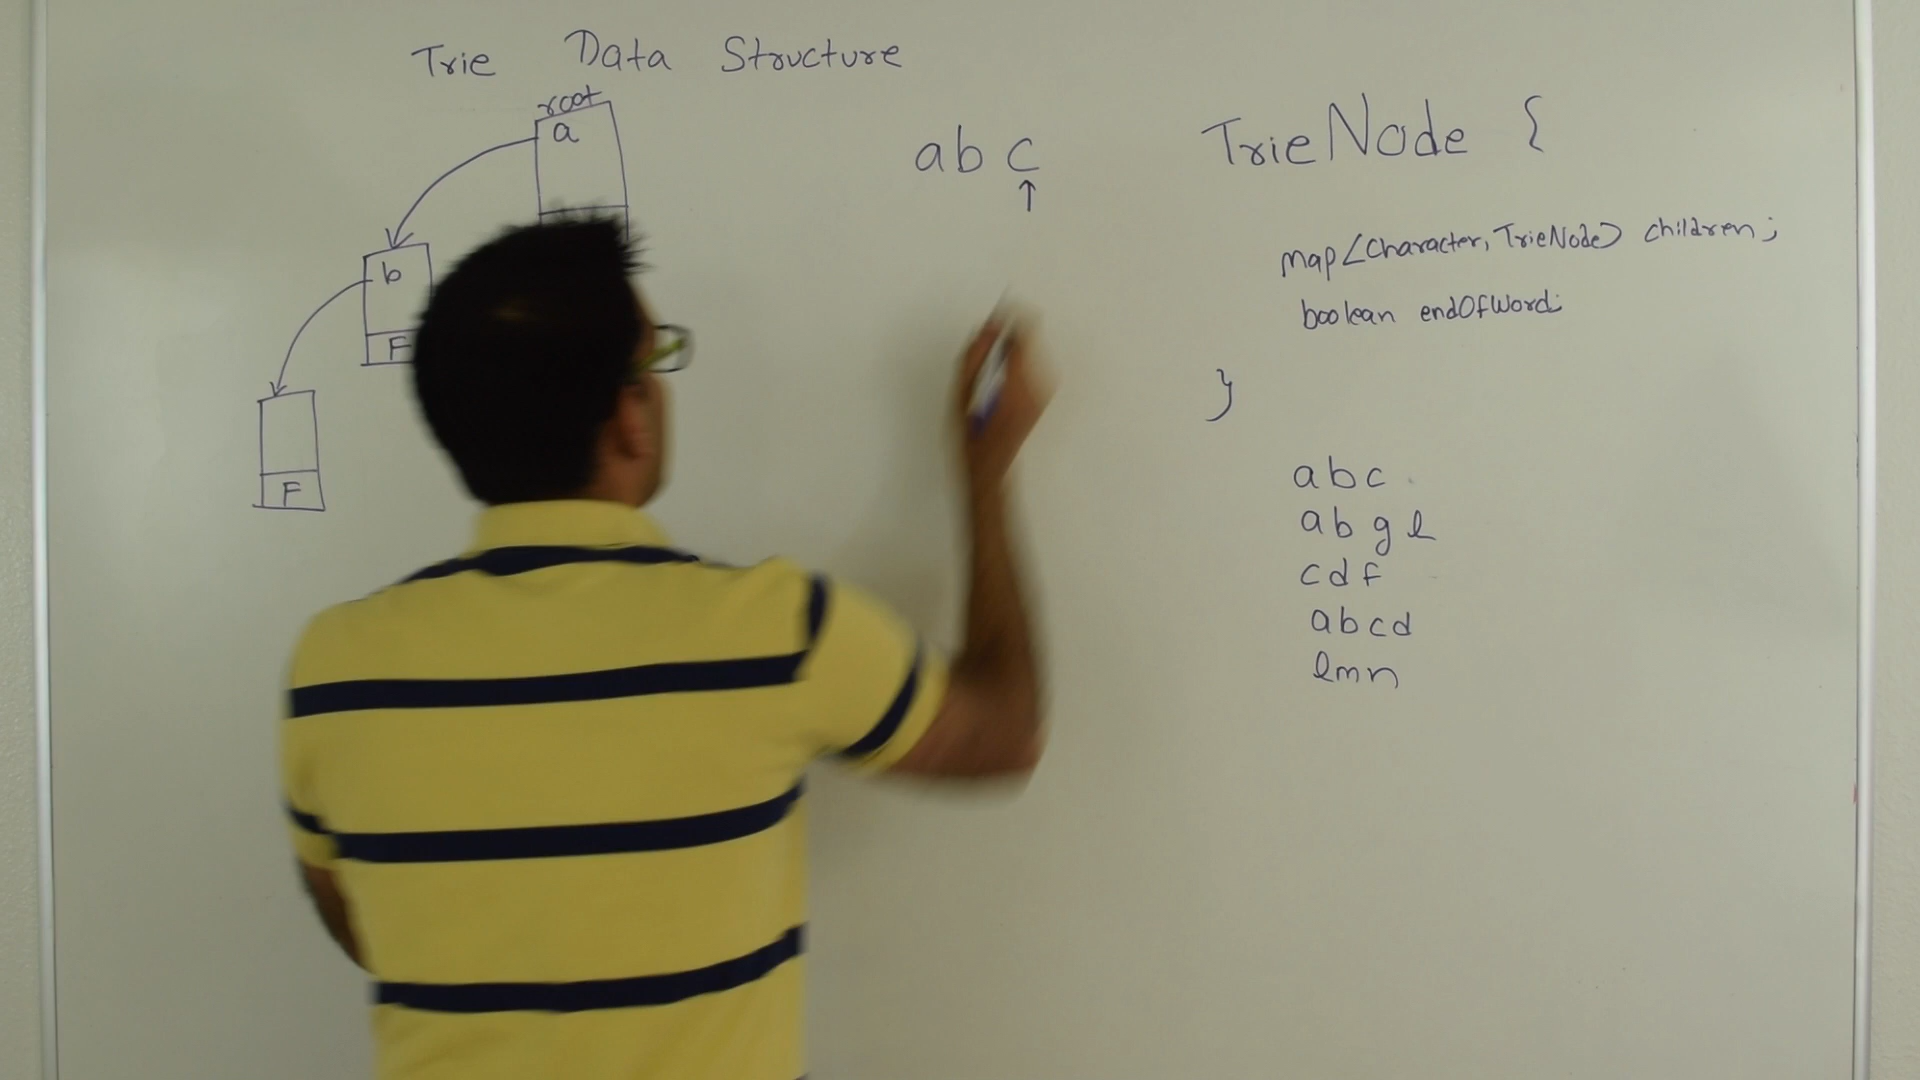 Trie Data Structure
root
a
b
F
F
abc
↑
TrieNode {
map<Character, TrieNode> children;
boolean endOfWord;
}
abc
abgl
cdf
abcd
lmn